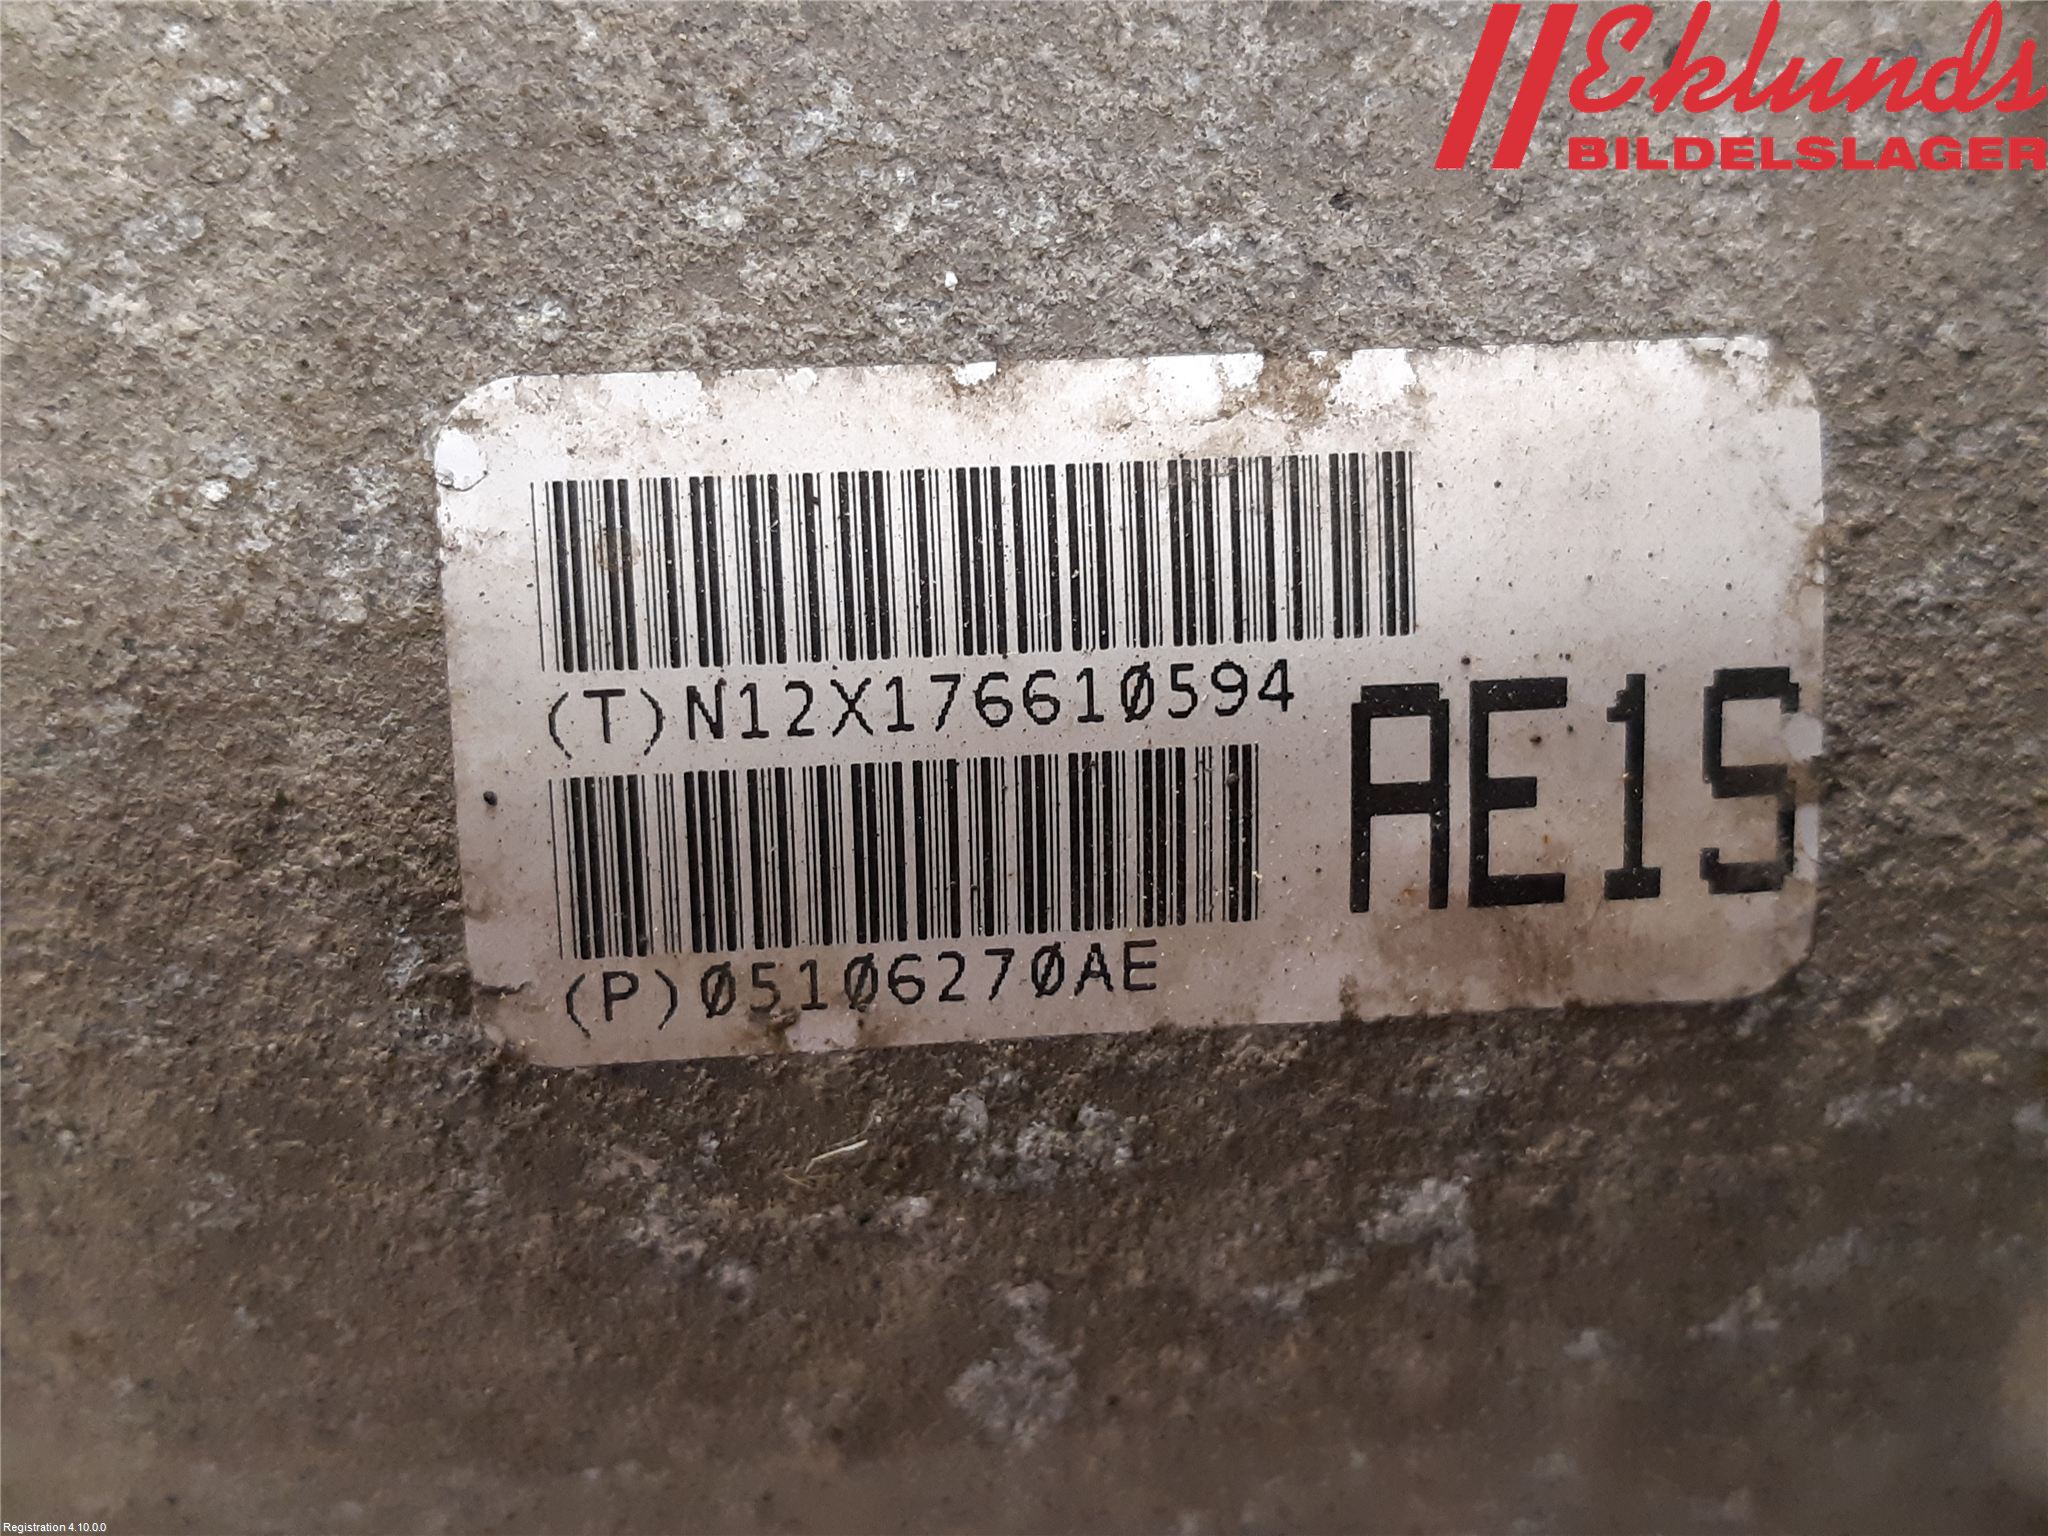 Eklunds
BILDELSLAGER
(T)N12X176610594
AE1S
(P)05106270AE
Registration 4.10.0.0